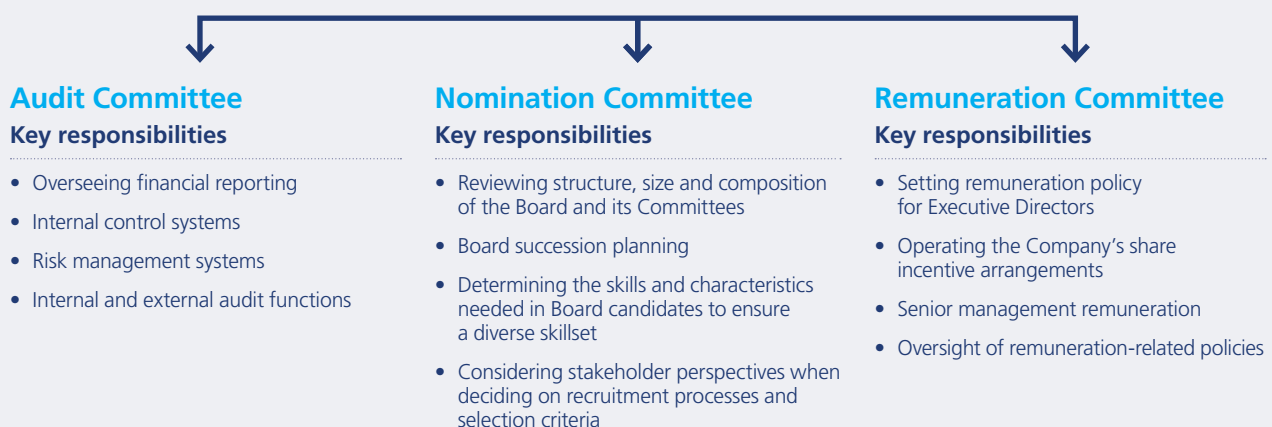 Audit Committee
Key responsibilities
• Overseeing financial reporting
• Internal control systems
• Risk management systems
• Internal and external audit functions
Nomination Committee
Key responsibilities
• Reviewing structure, size and composition
of the Board and its Committees
• Board succession planning
• Determining the skills and characteristics
needed in Board candidates to ensure
a diverse skillset
• Considering stakeholder perspectives when
deciding on recruitment processes and
selection criteria
Remuneration Committee
Key responsibilities
• Setting remuneration policy
for Executive Directors
• Operating the Company’s share
incentive arrangements
• Senior management remuneration
• Oversight of remuneration-related policies